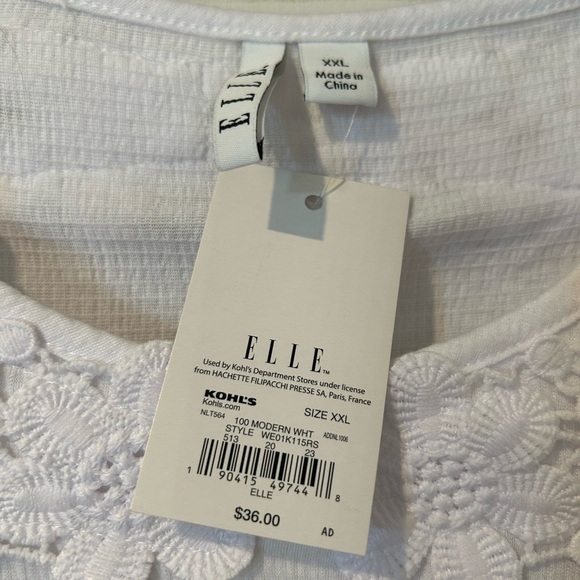 ELLE
XXL
Made in
China
ELLE™
Used by Kohl's Department Stores under license
from HACHETTE FILIPACCHI PRESSE SA, Paris, France
KOHL'S SIZE XXL
Kohls.com
NLT564 100 MODERN WHT ADDNL1006
STYLE WE01K115RS
513 20 23
1 90415 49744 8
ELLE
$36.00 AD